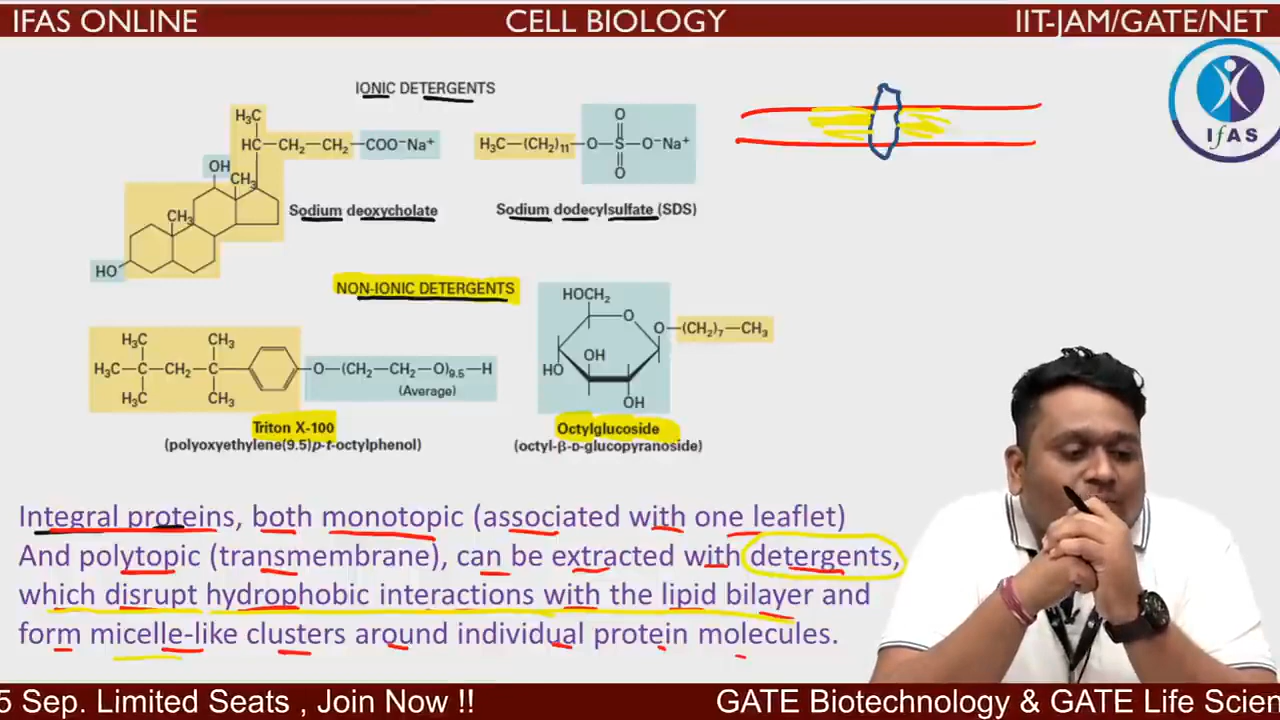 IFAS ONLINE
CELL BIOLOGY
IIT-JAM/GATE/NET
IfAS
IONIC DETERGENTS
H₃C
HC—CH₂—CH₂—COO⁻Na⁺
OH
CH₃
CH₃
HO
Sodium deoxycholate
O
H₃C—(CH₂)₁₁—O—S—O⁻Na⁺
O
Sodium dodecylsulfate (SDS)
NON-IONIC DETERGENTS
H₃C CH₃
H₃C—C—CH₂—C—O—(CH₂—CH₂—O)₉.₅—H
(Average)
H₃C CH₃
Triton X-100
(polyoxyethylene(9.5)p-t-octylphenol)
HOCH₂
O
O—(CH₂)₇—CH₃
OH
HO
OH
Octylglucoside
(octyl-β-D-glucopyranoside)
Integral proteins, both monotopic (associated with one leaflet)
And polytopic (transmembrane), can be extracted with detergents,
which disrupt hydrophobic interactions with the lipid bilayer and
form micelle-like clusters around individual protein molecules.
5 Sep. Limited Seats , Join Now !!
GATE Biotechnology & GATE Life Scien